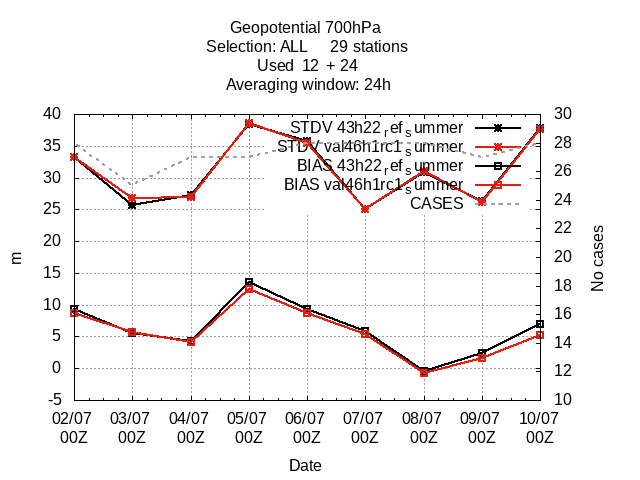 Geopotential 700hPa
Selection: ALL 29 stations
Used 12 + 24
Averaging window: 24h
40
35
30
25
20
15
10
5
0
-5
m
30
28
26
24
22
20
18
16
14
12
10
No cases
STDV 43h22_ref_summer
STDV val46h1rc1_summer
BIAS 43h22_ref_summer
BIAS val46h1rc1_summer
CASES
02/07 03/07 04/07 05/07 06/07 07/07 08/07 09/07 10/07
00Z 00Z 00Z 00Z 00Z 00Z 00Z 00Z 00Z
Date